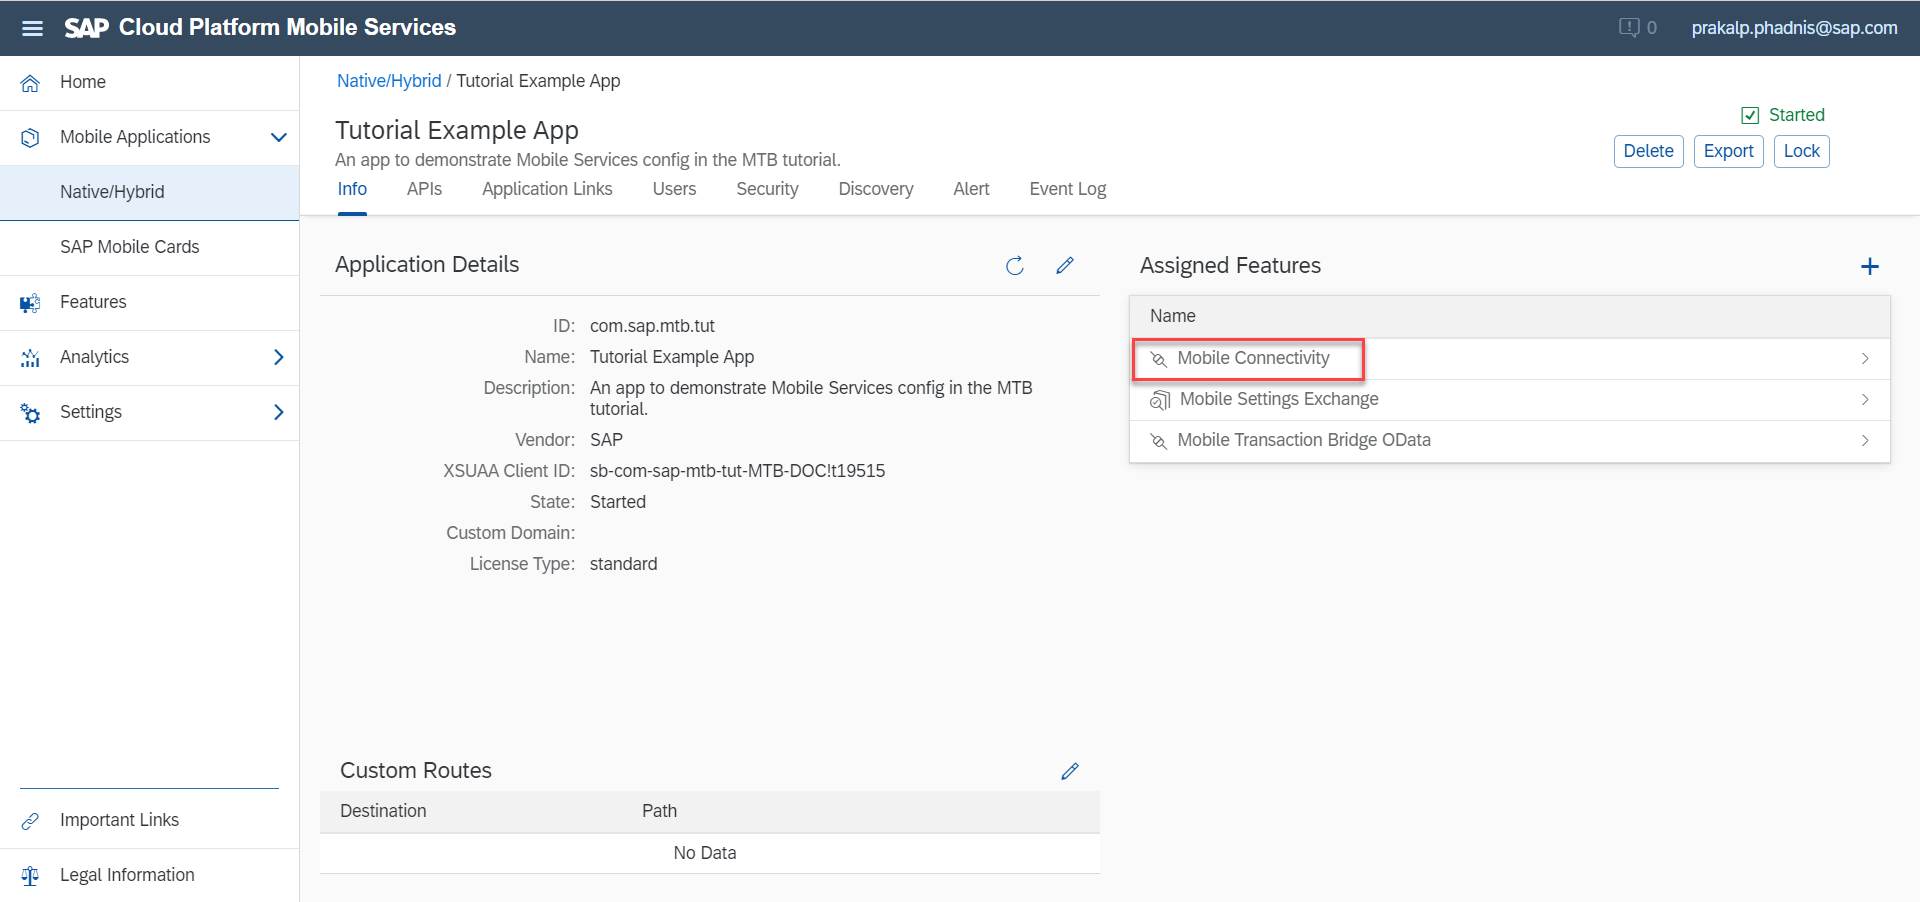 SAP Cloud Platform Mobile Services
0
prakalp.phadnis@sap.com
Home
Mobile Applications
Native/Hybrid
SAP Mobile Cards
Features
Analytics
Settings
Important Links
Legal Information
Native/Hybrid / Tutorial Example App
Tutorial Example App
An app to demonstrate Mobile Services config in the MTB tutorial.
Started
Delete
Export
Lock
Info
APIs
Application Links
Users
Security
Discovery
Alert
Event Log
Application Details
ID: com.sap.mtb.tut
Name: Tutorial Example App
Description: An app to demonstrate Mobile Services config in the MTB
tutorial.
Vendor: SAP
XSUAA Client ID: sb-com-sap-mtb-tut-MTB-DOC!t19515
State: Started
Custom Domain:
License Type: standard
Assigned Features
Name
Mobile Connectivity
Mobile Settings Exchange
Mobile Transaction Bridge OData
Custom Routes
Destination Path
No Data